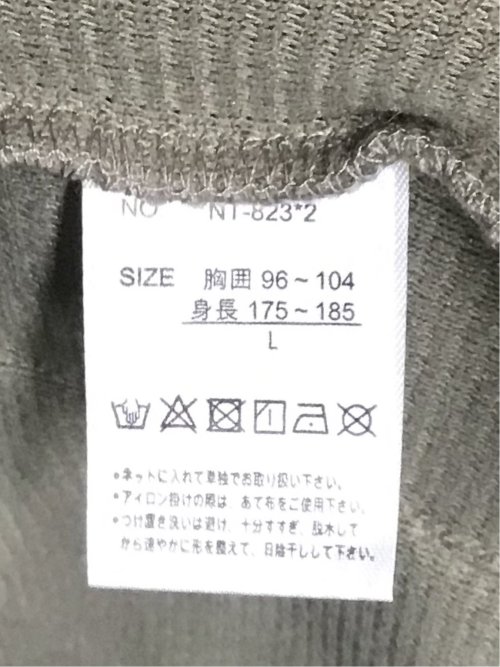 NO NT-823*2
SIZE 胸囲 96~104
身長 175~185
L
•ネットに入れて単独でお取り扱い下さい。
•アイロン掛けの際は あて布をご使用下さい。
•つけ置き洗いは避け、十分すすぎ、脱水して
から速やかに形を整えて、日陰干しして下さい。